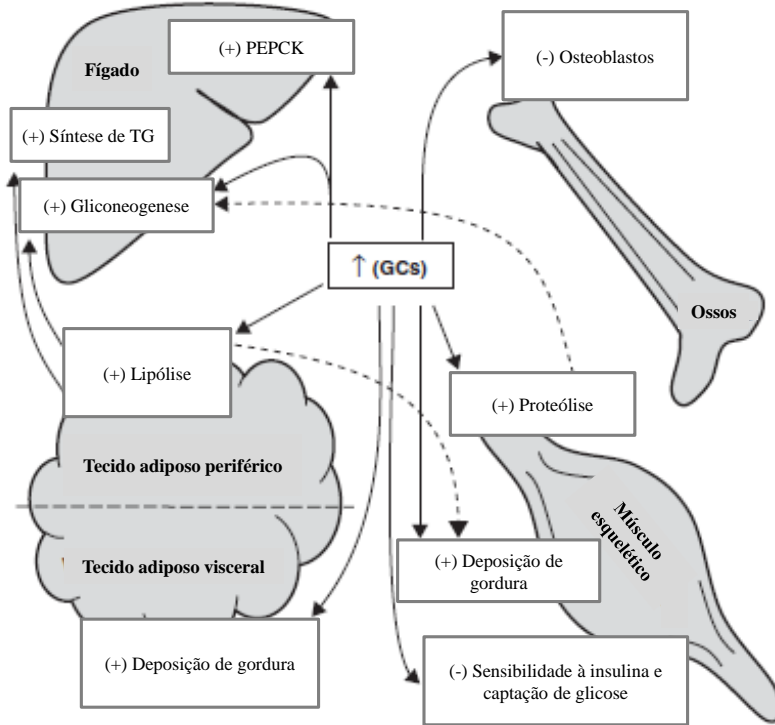 (+) PEPCK
Fígado
(-) Osteoblastos
(+) Síntese de TG
(+) Gliconeogenese
↑ (GCs)
Ossos
(+) Lipólise
(+) Proteólise
Tecido adiposo periférico
Músculo
esquelético
Tecido adiposo visceral
(+) Deposição de
gordura
(+) Deposição de gordura
(-) Sensibilidade à insulina e
captação de glicose